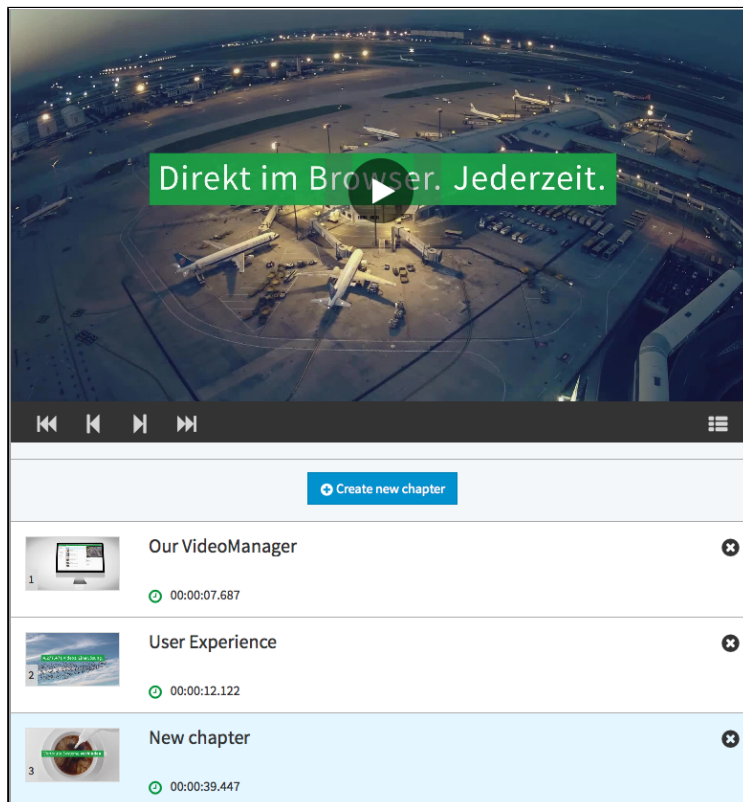 Direkt im Browser. Jederzeit.
Create new chapter
Our VideoManager
1
00:00:07.687
User Experience
2
00:00:12.122
New chapter
3
00:00:39.447